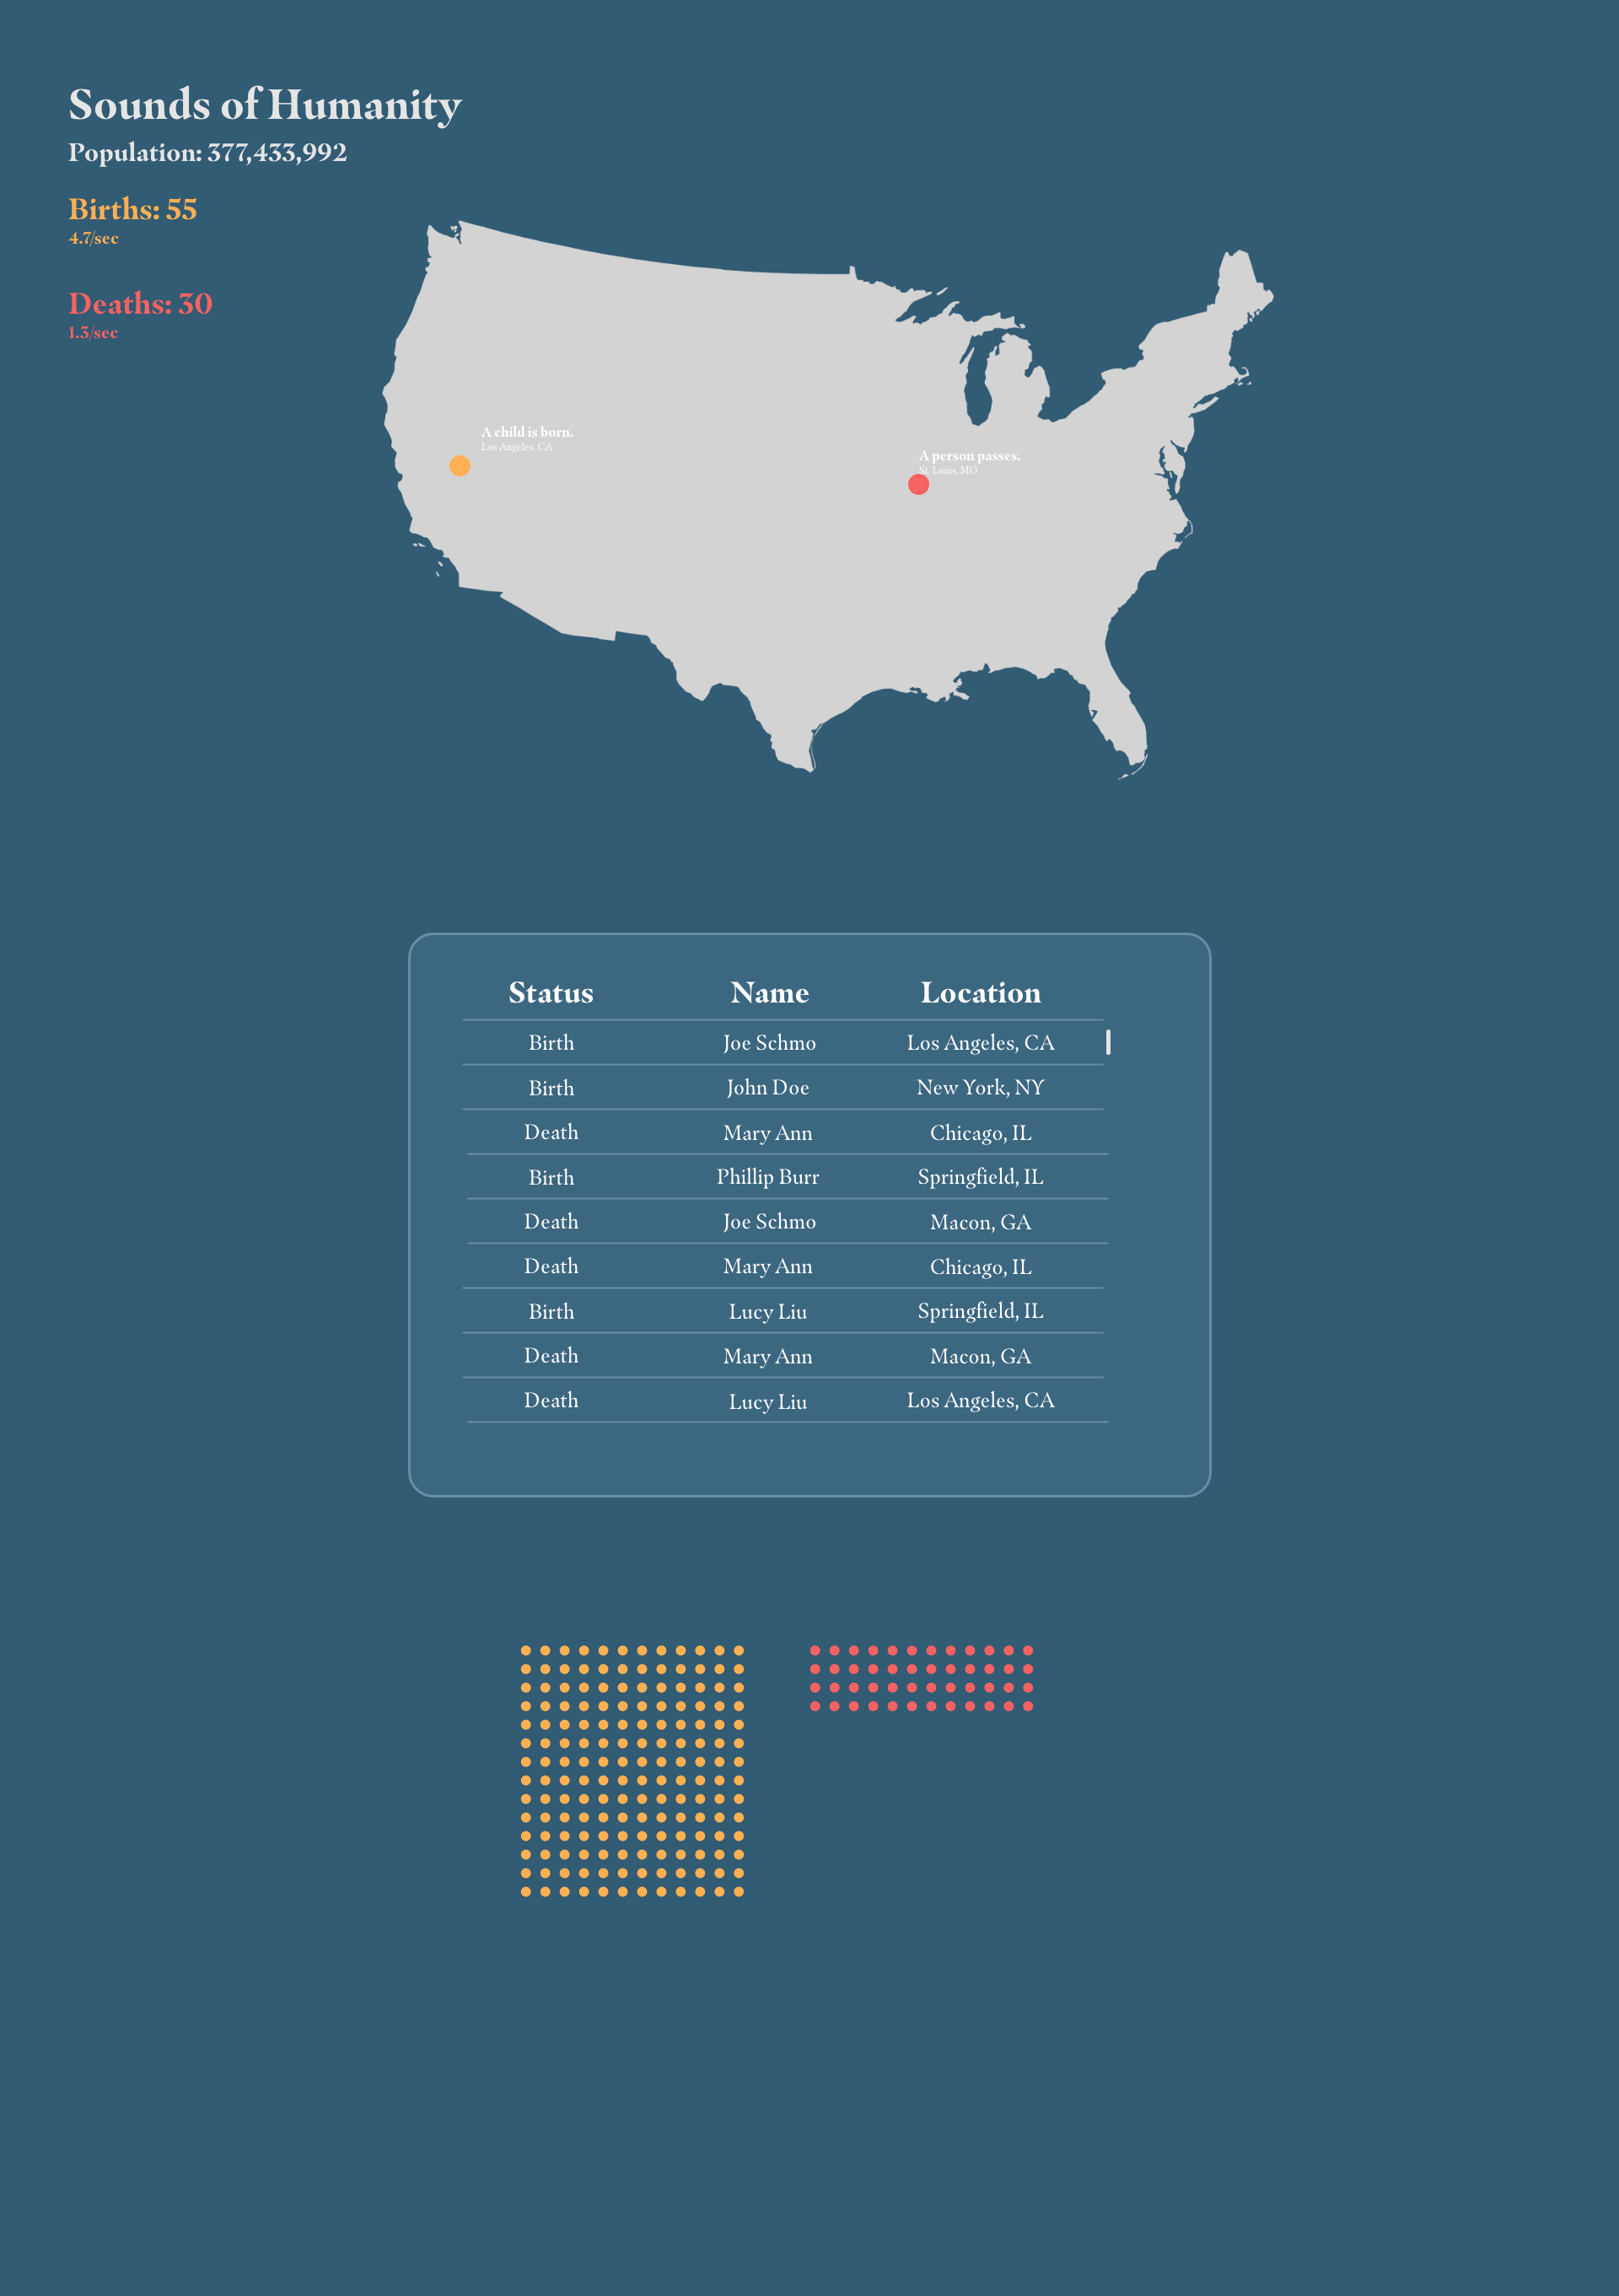 Sounds of Humanity
Population: 377,433,992
Births: 55
4.7/sec
Deaths: 30
1.3/sec
A child is born.
Los Angeles, CA
A person passes.
St. Louis, MO
Status Name Location
Birth Joe Schmo Los Angeles, CA
Birth John Doe New York, NY
Death Mary Ann Chicago, IL
Birth Phillip Burr Springfield, IL
Death Joe Schmo Macon, GA
Death Mary Ann Chicago, IL
Birth Lucy Liu Springfield, IL
Death Mary Ann Macon, GA
Death Lucy Liu Los Angeles, CA